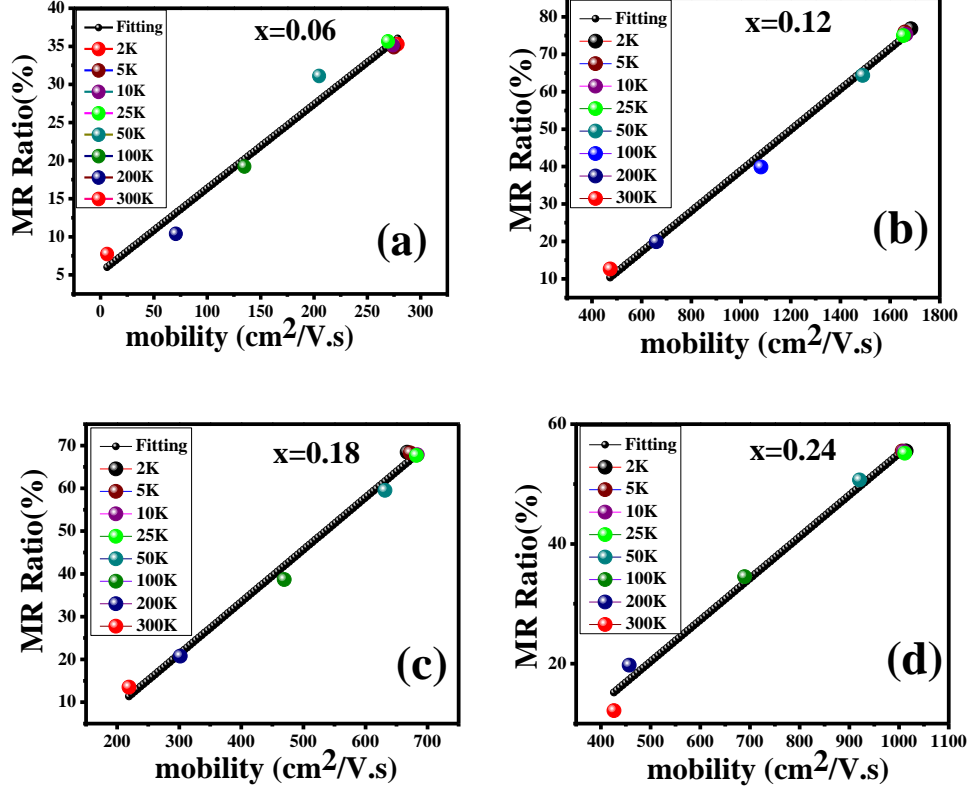 MR Ratio(%)
40
35
30
25
20
15
10
5
Fitting
2K
5K
10K
25K
50K
100K
200K
300K
x=0.06
(a)
0 50 100 150 200 250 300
mobility (cm²/V.s)
MR Ratio(%)
80
70
60
50
40
30
20
10
Fitting
2K
5K
10K
25K
50K
100K
200K
300K
x=0.12
(b)
400 600 800 1000 1200 1400 1600 1800
mobility (cm²/V.s)
MR Ratio(%)
70
60
50
40
30
20
10
Fitting
2K
5K
10K
25K
50K
100K
200K
300K
x=0.18
(c)
200 300 400 500 600 700
mobility (cm²/V.s)
MR Ratio(%)
60
40
20
Fitting
2K
5K
10K
25K
50K
100K
200K
300K
x=0.24
(d)
400 500 600 700 800 900 1000 1100
mobility (cm²/V.s)